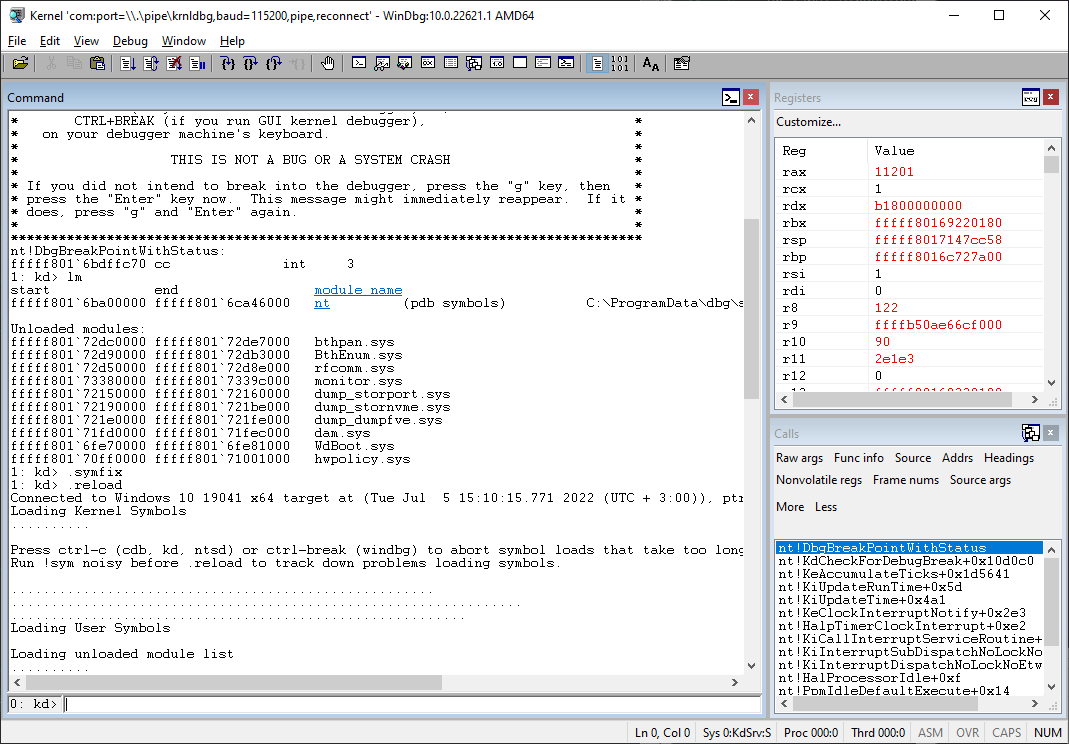 Kernel 'com:port=\\.\pipe\krnldbg,baud=115200,pipe,reconnect' - WinDbg:10.0.22621.1 AMD64
File Edit View Debug Window Help
Command
* CTRL+BREAK (if you run GUI kernel debugger), *
* on your debugger machine's keyboard. *
* *
* THIS IS NOT A BUG OR A SYSTEM CRASH *
* *
* If you did not intend to break into the debugger, press the "g" key, then *
* press the "Enter" key now. This message might immediately reappear. If it *
* does, press "g" and "Enter" again. *
* *
*******************************************************************************
nt!DbgBreakPointWithStatus:
fffff801`6bdffc70 cc int 3
1: kd> lm
start end module name
fffff801`6ba00000 fffff801`6ca46000 nt (pdb symbols) C:\ProgramData\dbg\s
Unloaded modules:
fffff801`72dc0000 fffff801`72de7000 bthpan.sys
fffff801`72d90000 fffff801`72db3000 BthEnum.sys
fffff801`72d50000 fffff801`72d8e000 rfcomm.sys
fffff801`73380000 fffff801`7339c000 monitor.sys
fffff801`72150000 fffff801`72160000 dump_storport.sys
fffff801`72190000 fffff801`721be000 dump_stornvme.sys
fffff801`721e0000 fffff801`721fe000 dump_dumpfve.sys
fffff801`71fd0000 fffff801`71fec000 dam.sys
fffff801`6fe70000 fffff801`6fe81000 WdBoot.sys
fffff801`70ff0000 fffff801`71001000 hwpolicy.sys
1: kd> .symfix
1: kd> .reload
Connected to Windows 10 19041 x64 target at (Tue Jul 5 15:10:15.771 2022 (UTC + 3:00)), ptr
Loading Kernel Symbols
..........
Press ctrl-c (cdb, kd, ntsd) or ctrl-break (windbg) to abort symbol loads that take too long
Run !sym noisy before .reload to track down problems loading symbols.
.....................................................
................................................................
.........................................................
Loading User Symbols
Loading unloaded module list
..........
0: kd>
Registers
Customize...
Reg Value
rax 11201
rcx 1
rdx b1800000000
rbx fffff80169220180
rsp fffff8017147cc58
rbp fffff8016c727a00
rsi 1
rdi 0
r8 122
r9 ffffb50ae66cf000
r10 90
r11 2e1e3
r12 0
Calls
Raw args Func info Source Addrs Headings
Nonvolatile regs Frame nums Source args
More Less
nt!DbgBreakPointWithStatus
nt!KdCheckForDebugBreak+0x10d0c0
nt!KeAccumulateTicks+0x1d5641
nt!KiUpdateRunTime+0x5d
nt!KiUpdateTime+0x4a1
nt!KeClockInterruptNotify+0x2e3
nt!HalpTimerClockInterrupt+0xe2
nt!KiCallInterruptServiceRoutine+
nt!KiInterruptSubDispatchNoLockNo
nt!KiInterruptDispatchNoLockNoEtw
nt!HalProcessorIdle+0xf
nt!PpmIdleDefaultExecute+0x14
Ln 0, Col 0 Sys 0:KdSrv:S Proc 000:0 Thrd 000:0 ASM OVR CAPS NUM